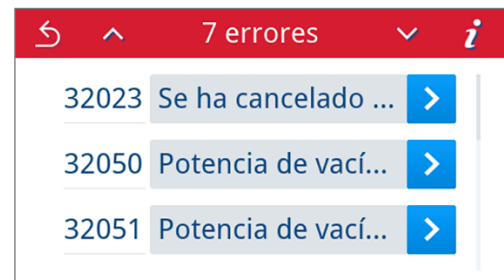 7 errores
32023 Se ha cancelado ...
32050 Potencia de vací...
32051 Potencia de vací...